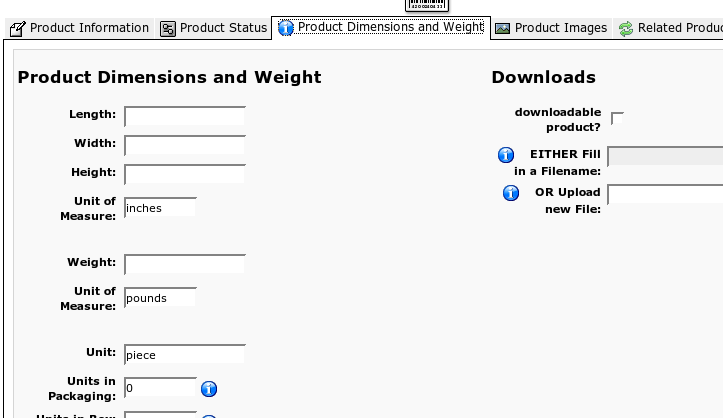 Product Information
Product Status
Product Dimensions and Weight
Product Images
Related Produc
Product Dimensions and Weight
Length:
Width:
Height:
Unit of
Measure:
inches
Weight:
Unit of
Measure:
pounds
Unit:
piece
Units in
Packaging:
0
Downloads
downloadable
product?
EITHER Fill
in a Filename:
OR Upload
new File: